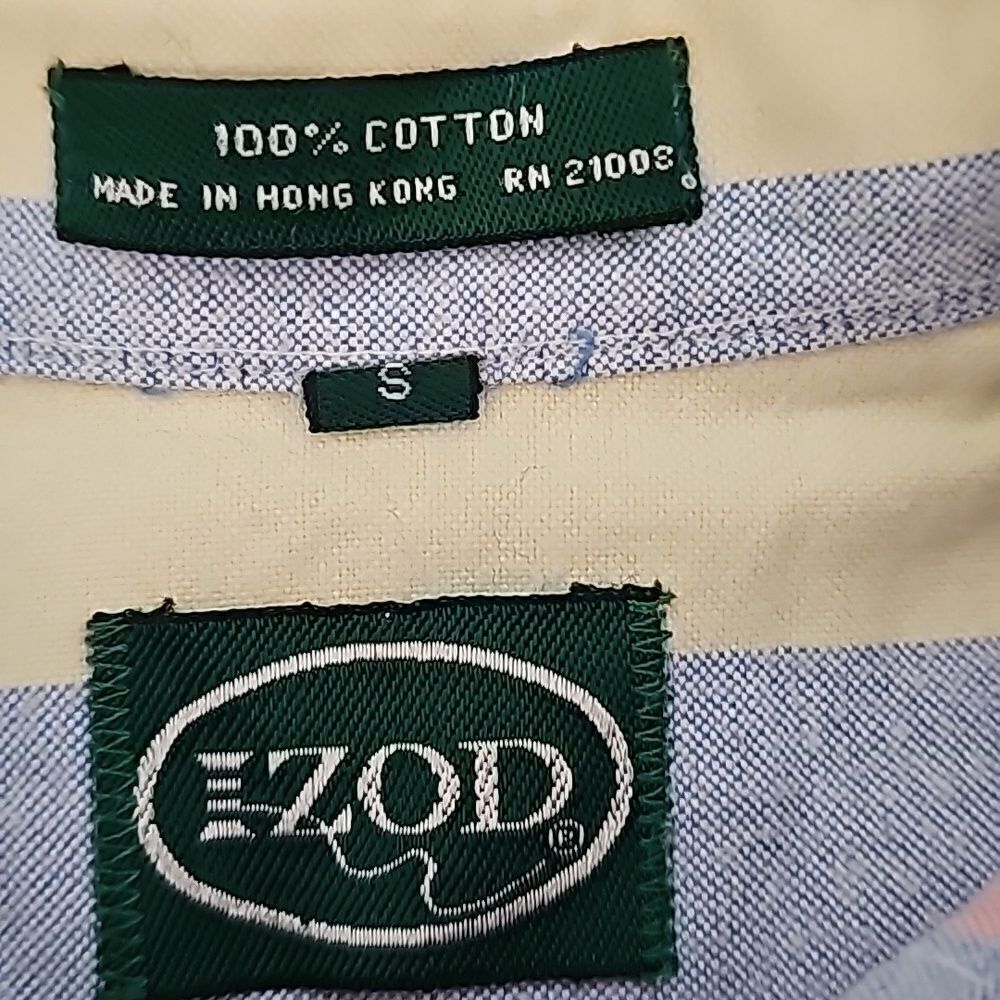 100% COTTON
MADE IN HONG KONG RN 21008
S
IZOD
®